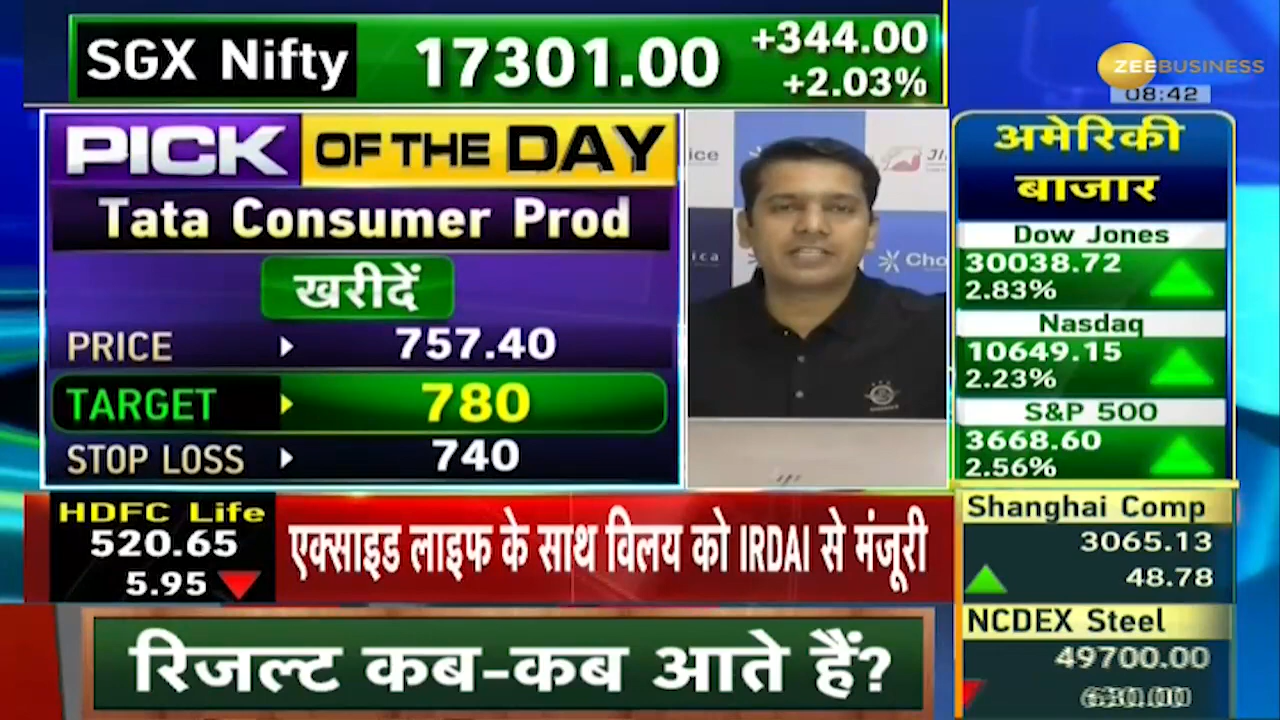 SGX Nifty 17301.00 +344.00
+2.03%
ZEEBUSINESS
08:42
PICK OF THE DAY
Tata Consumer Prod
खरीदें
PRICE 757.40
TARGET 780
STOP LOSS 740
अमेरिकी
बाजार
Dow Jones
30038.72
2.83%
Nasdaq
10649.15
2.23%
S&P 500
3668.60
2.56%
HDFC Life
520.65
5.95
एक्साइड लाइफ के साथ विलय को IRDAI से मंजूरी
Shanghai Comp
3065.13
48.78
NCDEX Steel
49700.00
रिजल्ट कब-कब आते हैं?